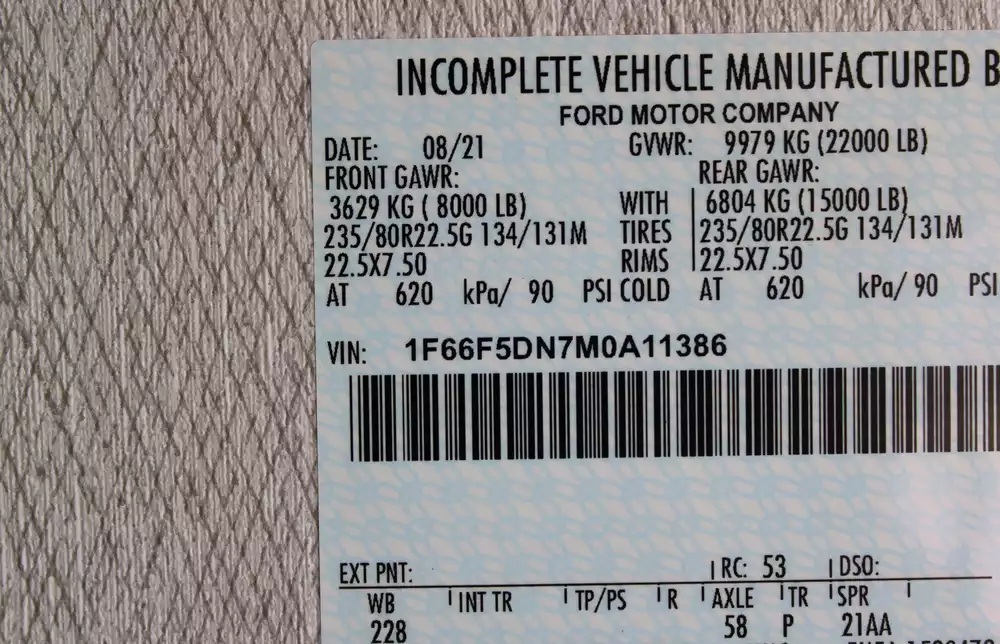 INCOMPLETE VEHICLE MANUFACTURED B
FORD MOTOR COMPANY
DATE: 08/21 GVWR: 9979 KG (22000 LB)
FRONT GAWR: REAR GAWR:
3629 KG ( 8000 LB) WITH 6804 KG (15000 LB)
235/80R22.5G 134/131M TIRES 235/80R22.5G 134/131M
22.5X7.50 RIMS 22.5X7.50
AT 620 kPa/ 90 PSI COLD AT 620 kPa/ 90 PSI
VIN: 1F66F5DN7M0A11386
EXT PNT: RC: 53 DSO:
WB INT TR TP/PS R AXLE TR SPR
228 58 P 21AA